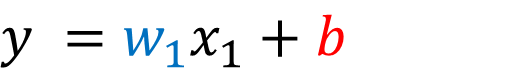 y = w₁x₁ + b